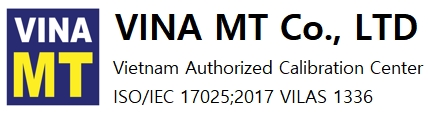 VINA
MT
VINA MT Co., LTD
Vietnam Authorized Calibration Center
ISO/IEC 17025;2017 VILAS 1336